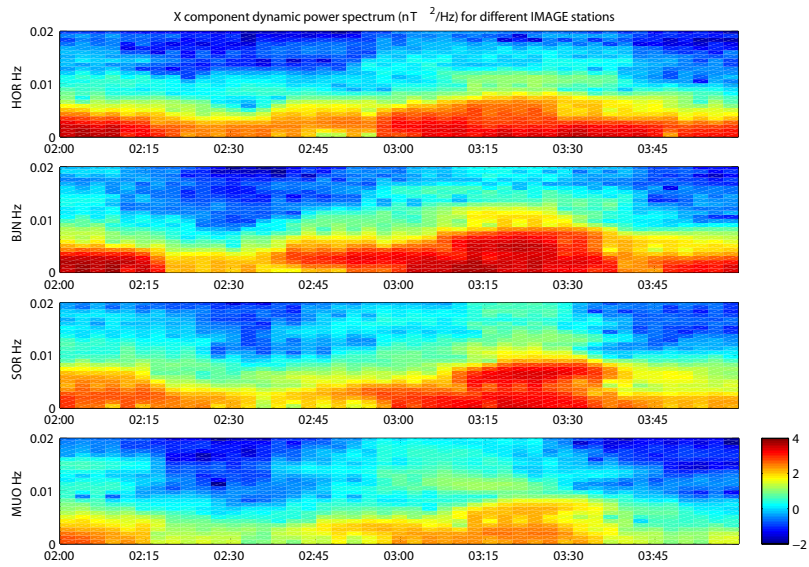 X component dynamic power spectrum (nT 2/Hz) for different IMAGE stations
0.02
0.01
0
HOR Hz
02:00 02:15 02:30 02:45 03:00 03:15 03:30 03:45
0.02
0.01
0
BJN Hz
02:00 02:15 02:30 02:45 03:00 03:15 03:30 03:45
0.02
0.01
0
SOR Hz
02:00 02:15 02:30 02:45 03:00 03:15 03:30 03:45
0.02
0.01
0
MUO Hz
02:00 02:15 02:30 02:45 03:00 03:15 03:30 03:45
4
2
0
−2